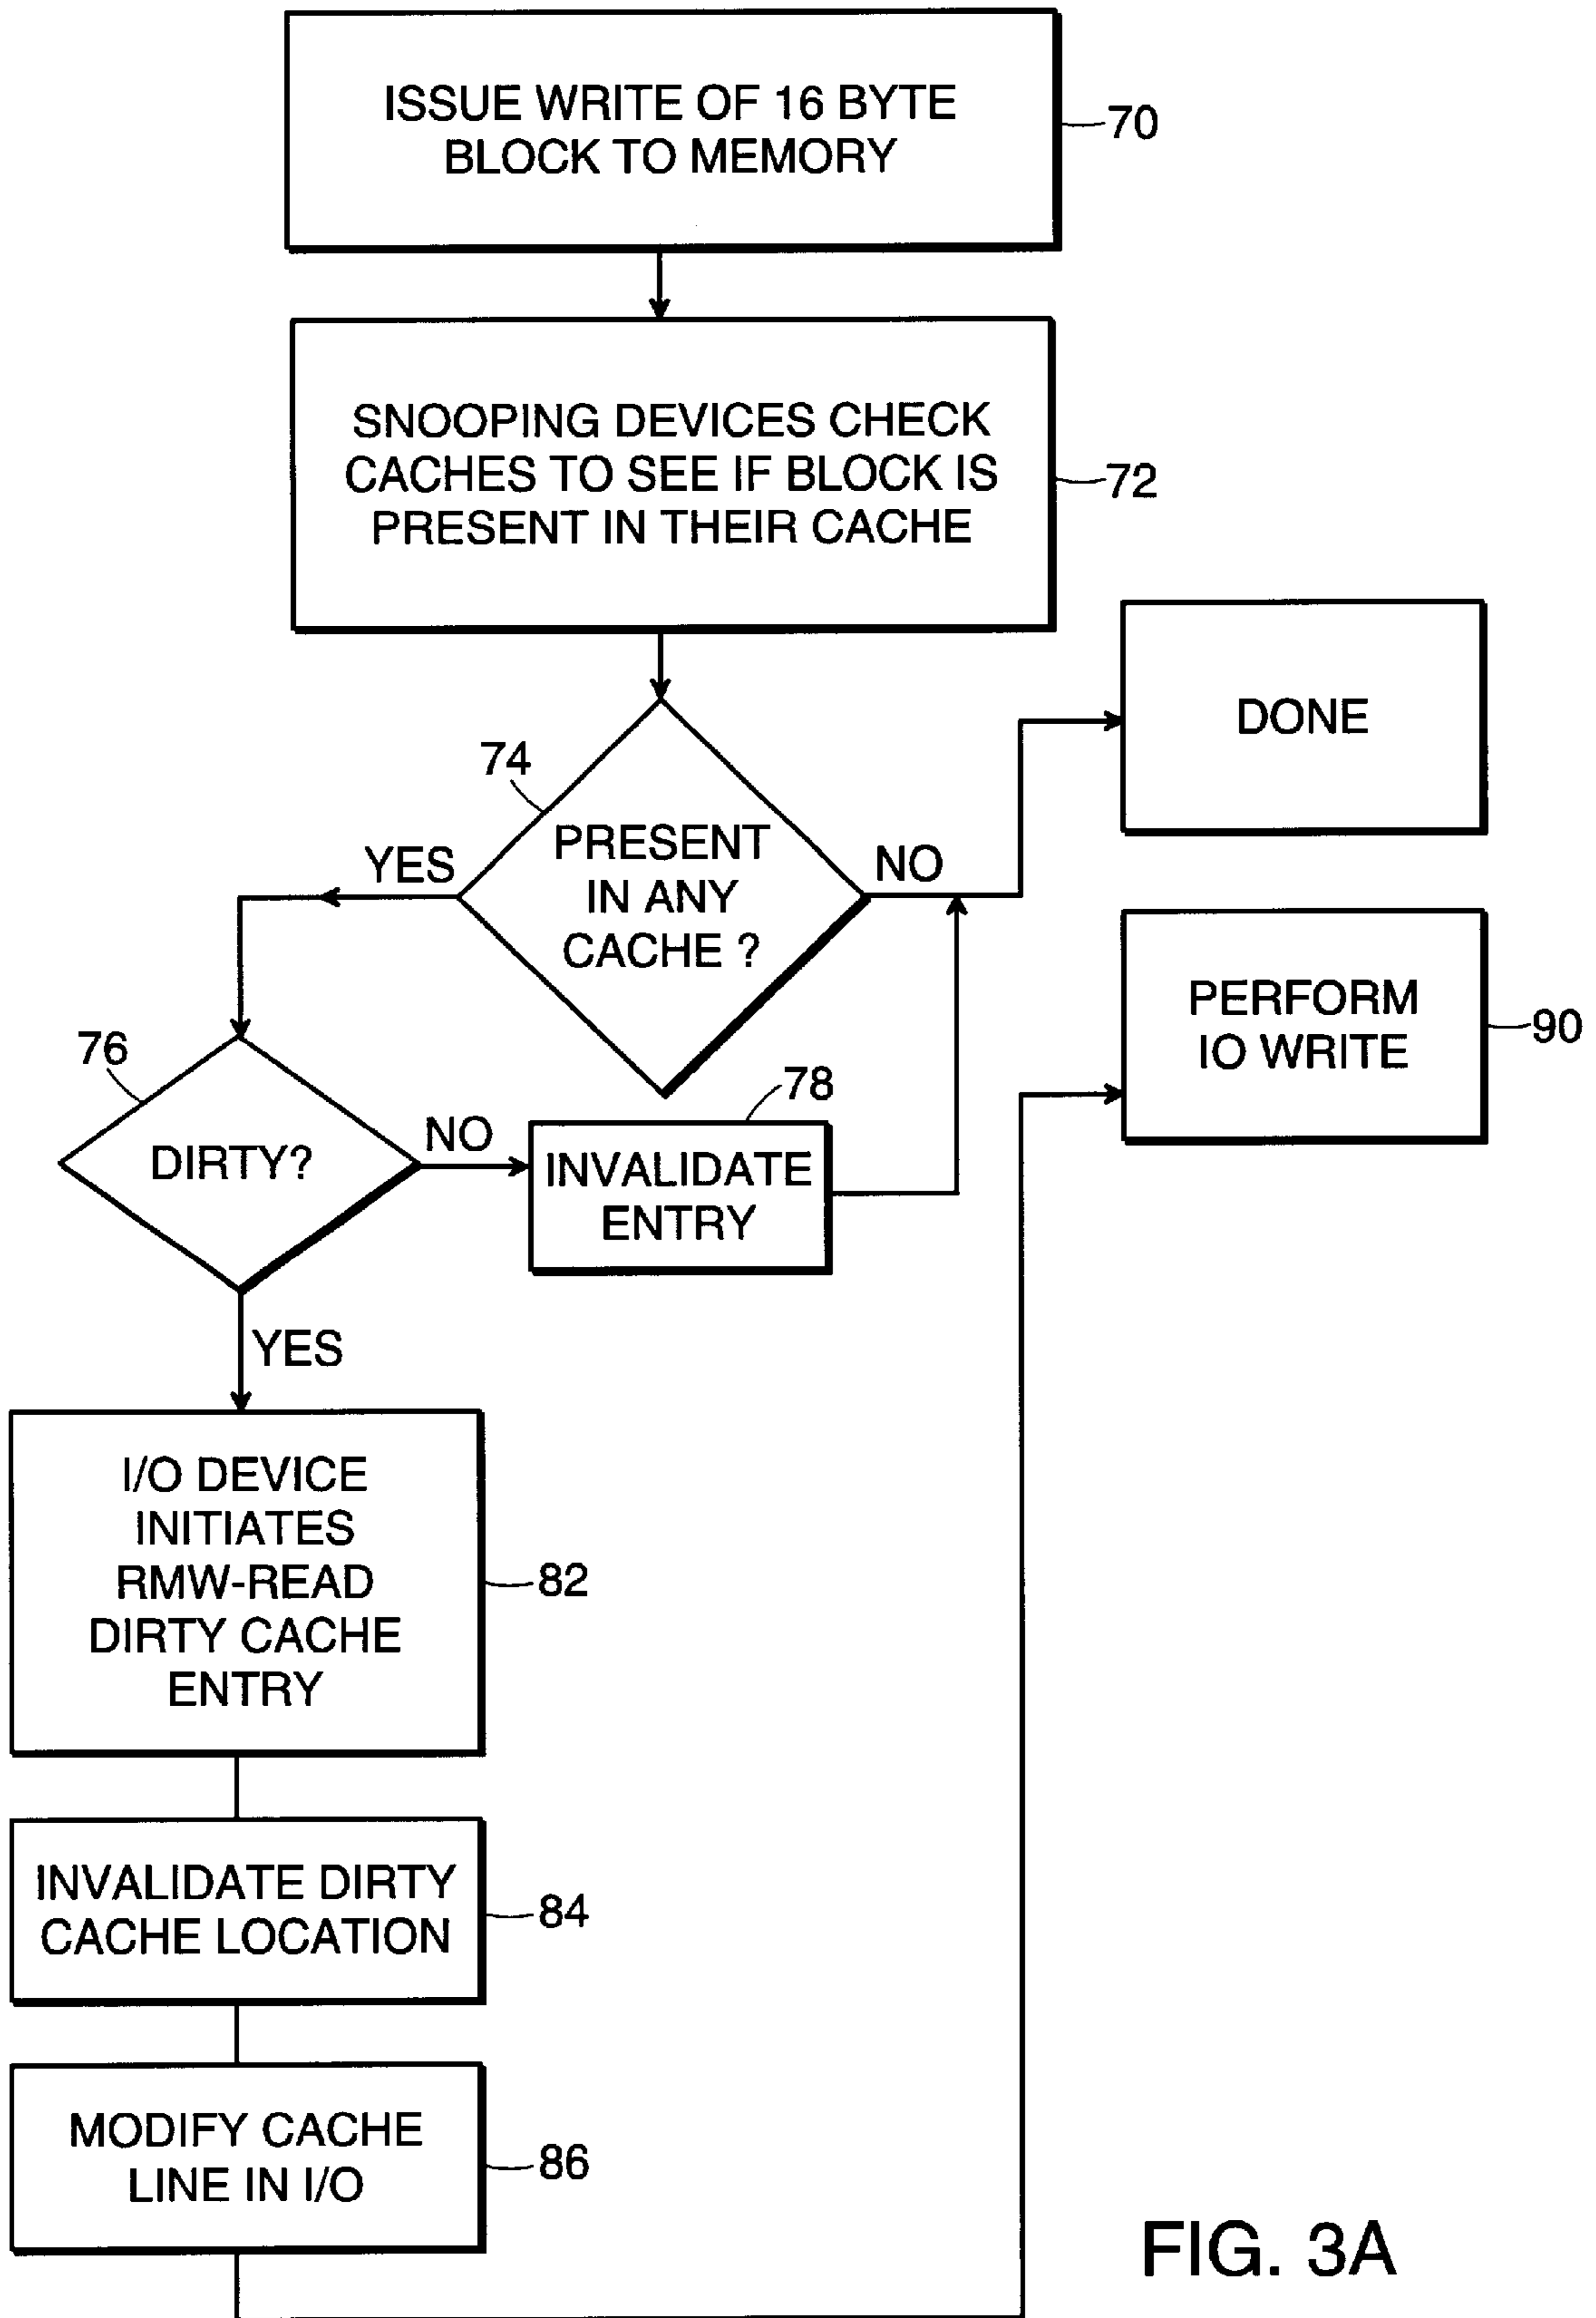 ISSUE WRITE OF 16 BYTE
BLOCK TO MEMORY
70
SNOOPING DEVICES CHECK
CACHES TO SEE IF BLOCK IS
PRESENT IN THEIR CACHE
72
DONE
74
PRESENT
IN ANY
CACHE ?
YES
NO
PERFORM
IO WRITE
90
76
DIRTY?
NO
78
INVALIDATE
ENTRY
YES
I/O DEVICE
INITIATES
RMW-READ
DIRTY CACHE
ENTRY
82
INVALIDATE DIRTY
CACHE LOCATION
84
MODIFY CACHE
LINE IN I/O
86
FIG. 3A